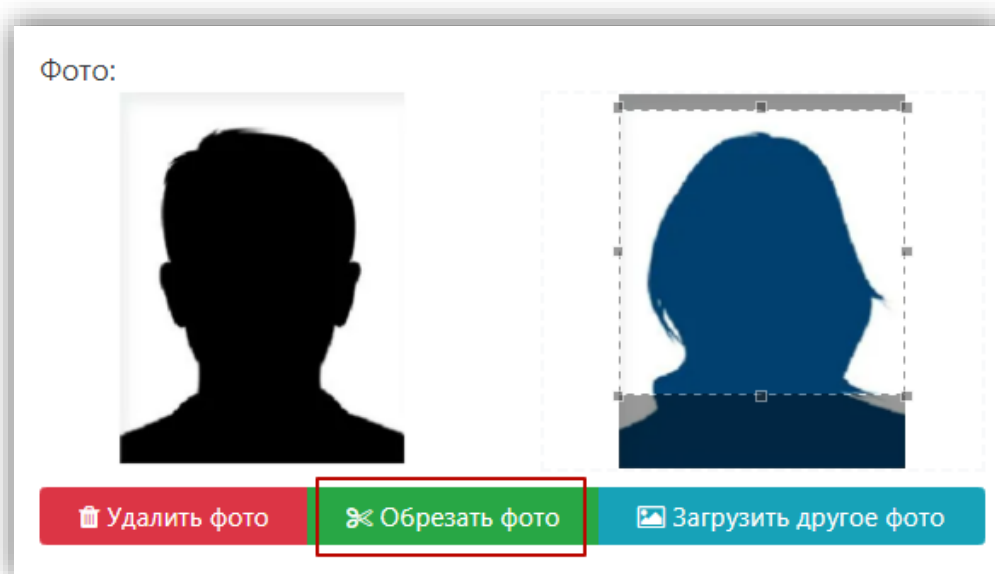 Фото:
Удалить фото
Обрезать фото
Загрузить другое фото